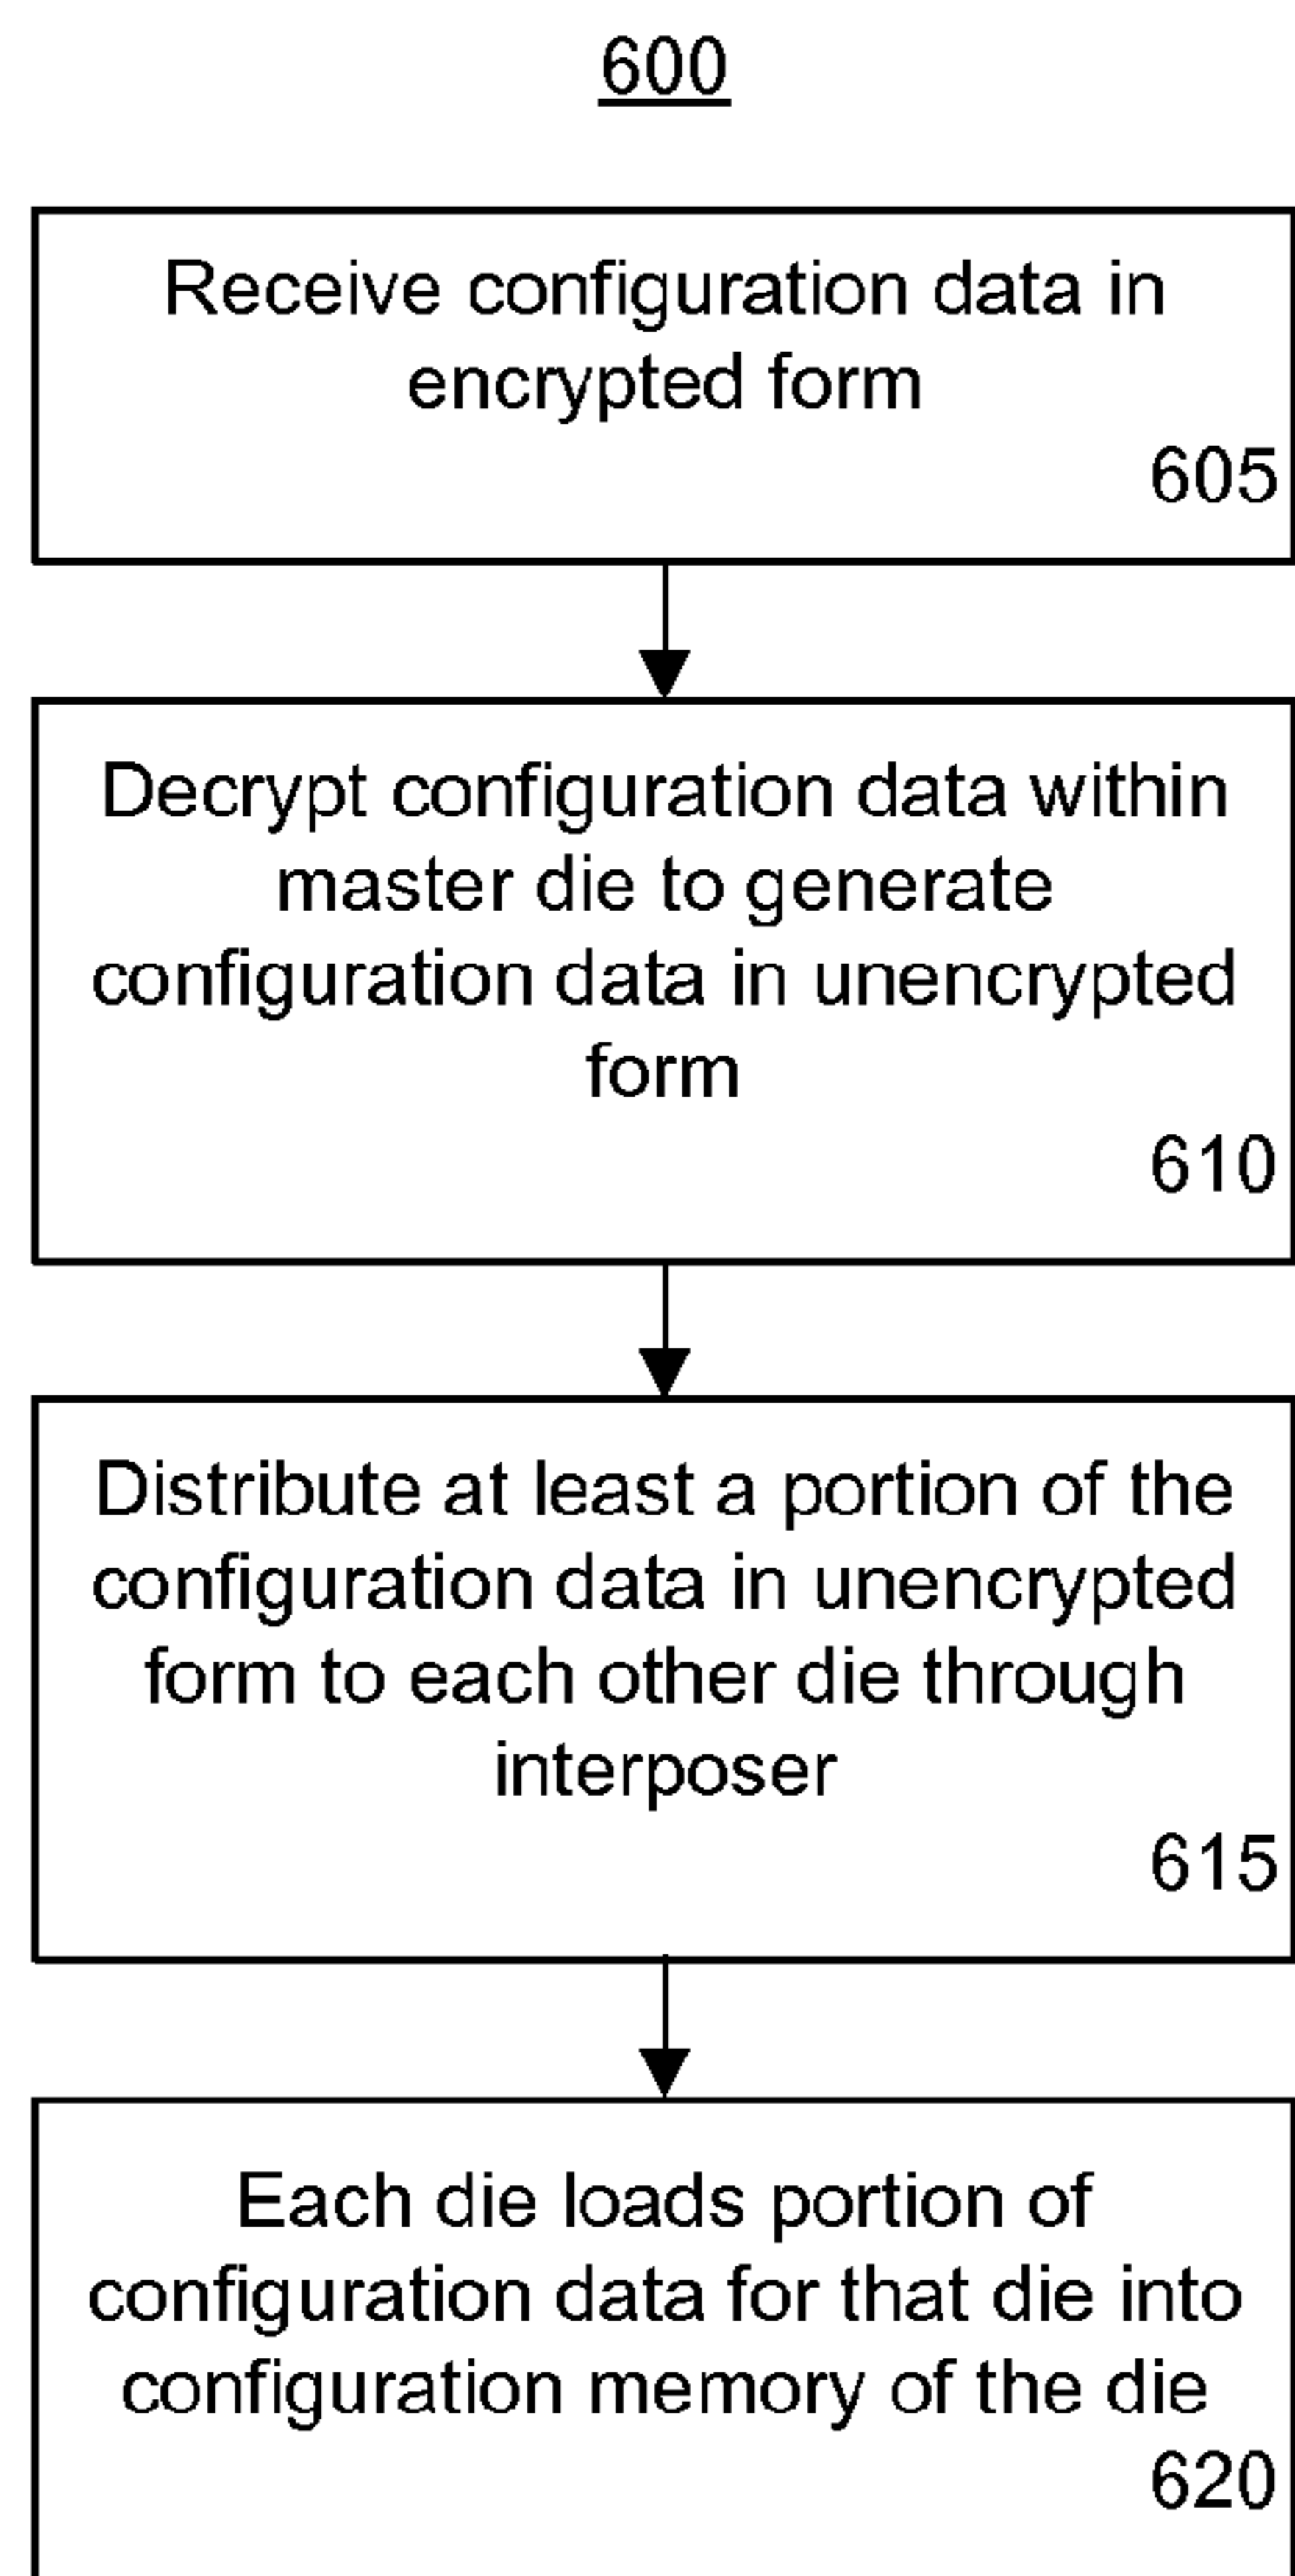 600
Receive configuration data in
encrypted form
605
Decrypt configuration data within
master die to generate
configuration data in unencrypted
form
610
Distribute at least a portion of the
configuration data in unencrypted
form to each other die through
interposer
615
Each die loads portion of
configuration data for that die into
configuration memory of the die
620